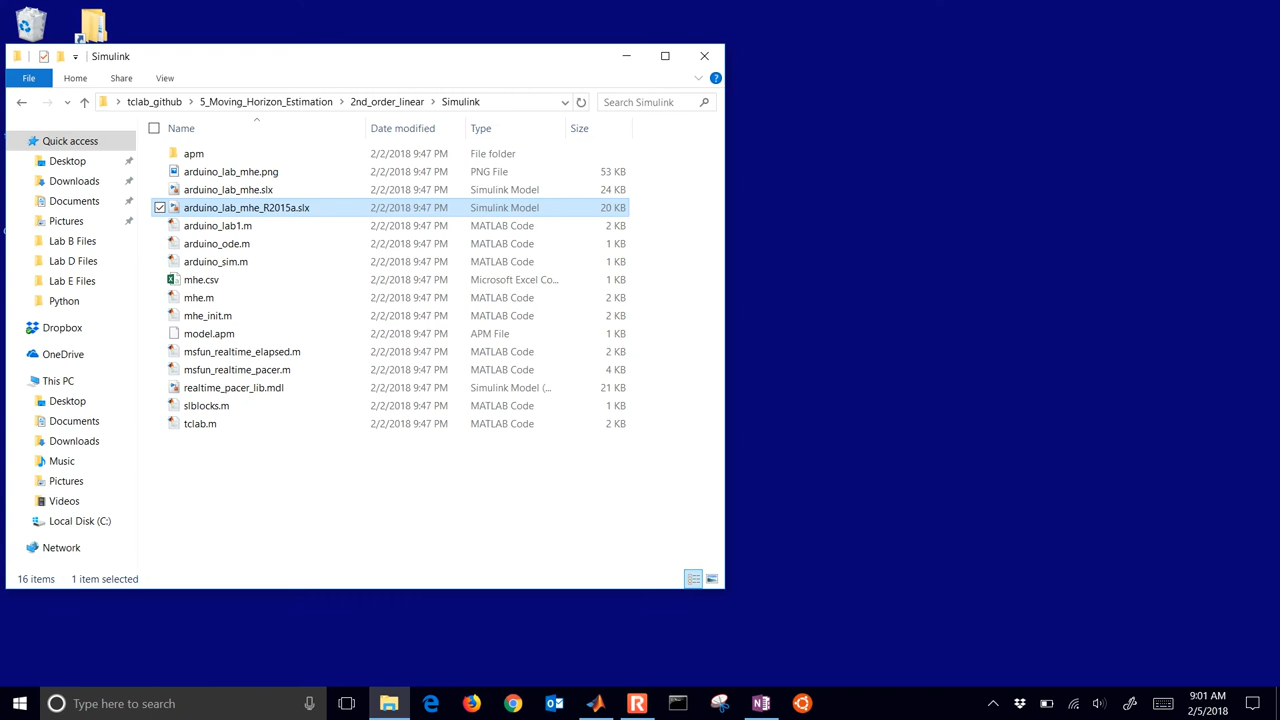 Simulink
File Home Share View
tclab_github > 5_Moving_Horizon_Estimation > 2nd_order_linear > Simulink
Search Simulink
Name Date modified Type Size
Quick access
Desktop
Downloads
Documents
Pictures
Lab B Files
Lab D Files
Lab E Files
Python
Dropbox
OneDrive
This PC
Desktop
Documents
Downloads
Music
Pictures
Videos
Local Disk (C:)
Network
apm 2/2/2018 9:47 PM File folder
arduino_lab_mhe.png 2/2/2018 9:47 PM PNG File 53 KB
arduino_lab_mhe.slx 2/2/2018 9:47 PM Simulink Model 24 KB
arduino_lab_mhe_R2015a.slx 2/2/2018 9:47 PM Simulink Model 20 KB
arduino_lab1.m 2/2/2018 9:47 PM MATLAB Code 2 KB
arduino_ode.m 2/2/2018 9:47 PM MATLAB Code 1 KB
arduino_sim.m 2/2/2018 9:47 PM MATLAB Code 1 KB
mhe.csv 2/2/2018 9:47 PM Microsoft Excel Co... 1 KB
mhe.m 2/2/2018 9:47 PM MATLAB Code 2 KB
mhe_init.m 2/2/2018 9:47 PM MATLAB Code 2 KB
model.apm 2/2/2018 9:47 PM APM File 1 KB
msfun_realtime_elapsed.m 2/2/2018 9:47 PM MATLAB Code 2 KB
msfun_realtime_pacer.m 2/2/2018 9:47 PM MATLAB Code 4 KB
realtime_pacer_lib.mdl 2/2/2018 9:47 PM Simulink Model (... 21 KB
slblocks.m 2/2/2018 9:47 PM MATLAB Code 1 KB
tclab.m 2/2/2018 9:47 PM MATLAB Code 2 KB
16 items 1 item selected
Type here to search
9:01 AM
2/5/2018